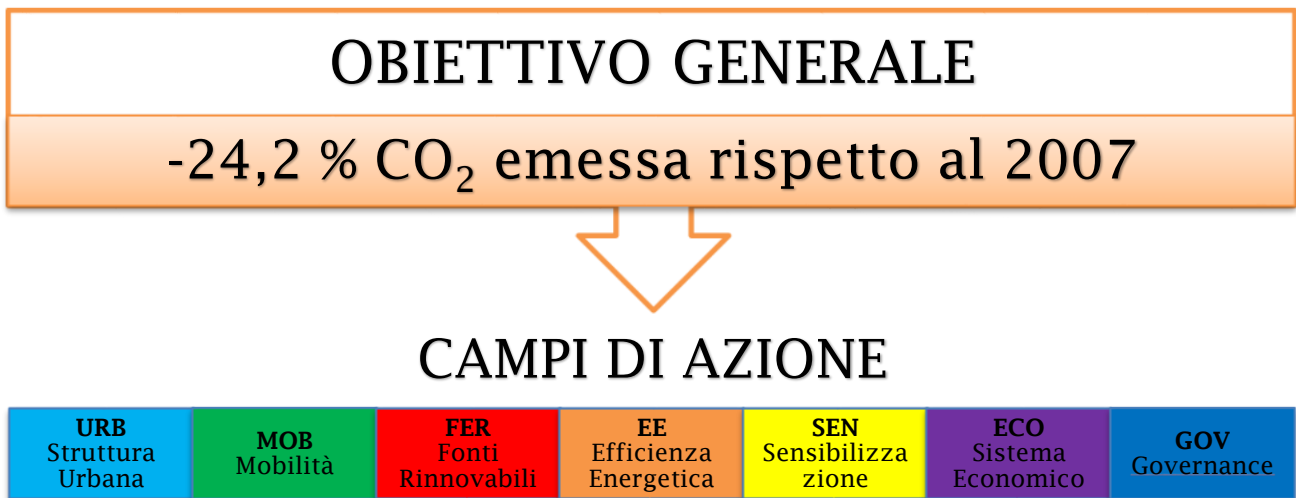 OBIETTIVO GENERALE
-24,2 % CO₂ emessa rispetto al 2007
CAMPI DI AZIONE
URB
Struttura
Urbana
MOB
Mobilità
FER
Fonti
Rinnovabili
EE
Efficienza
Energetica
SEN
Sensibilizza
zione
ECO
Sistema
Economico
GOV
Governance